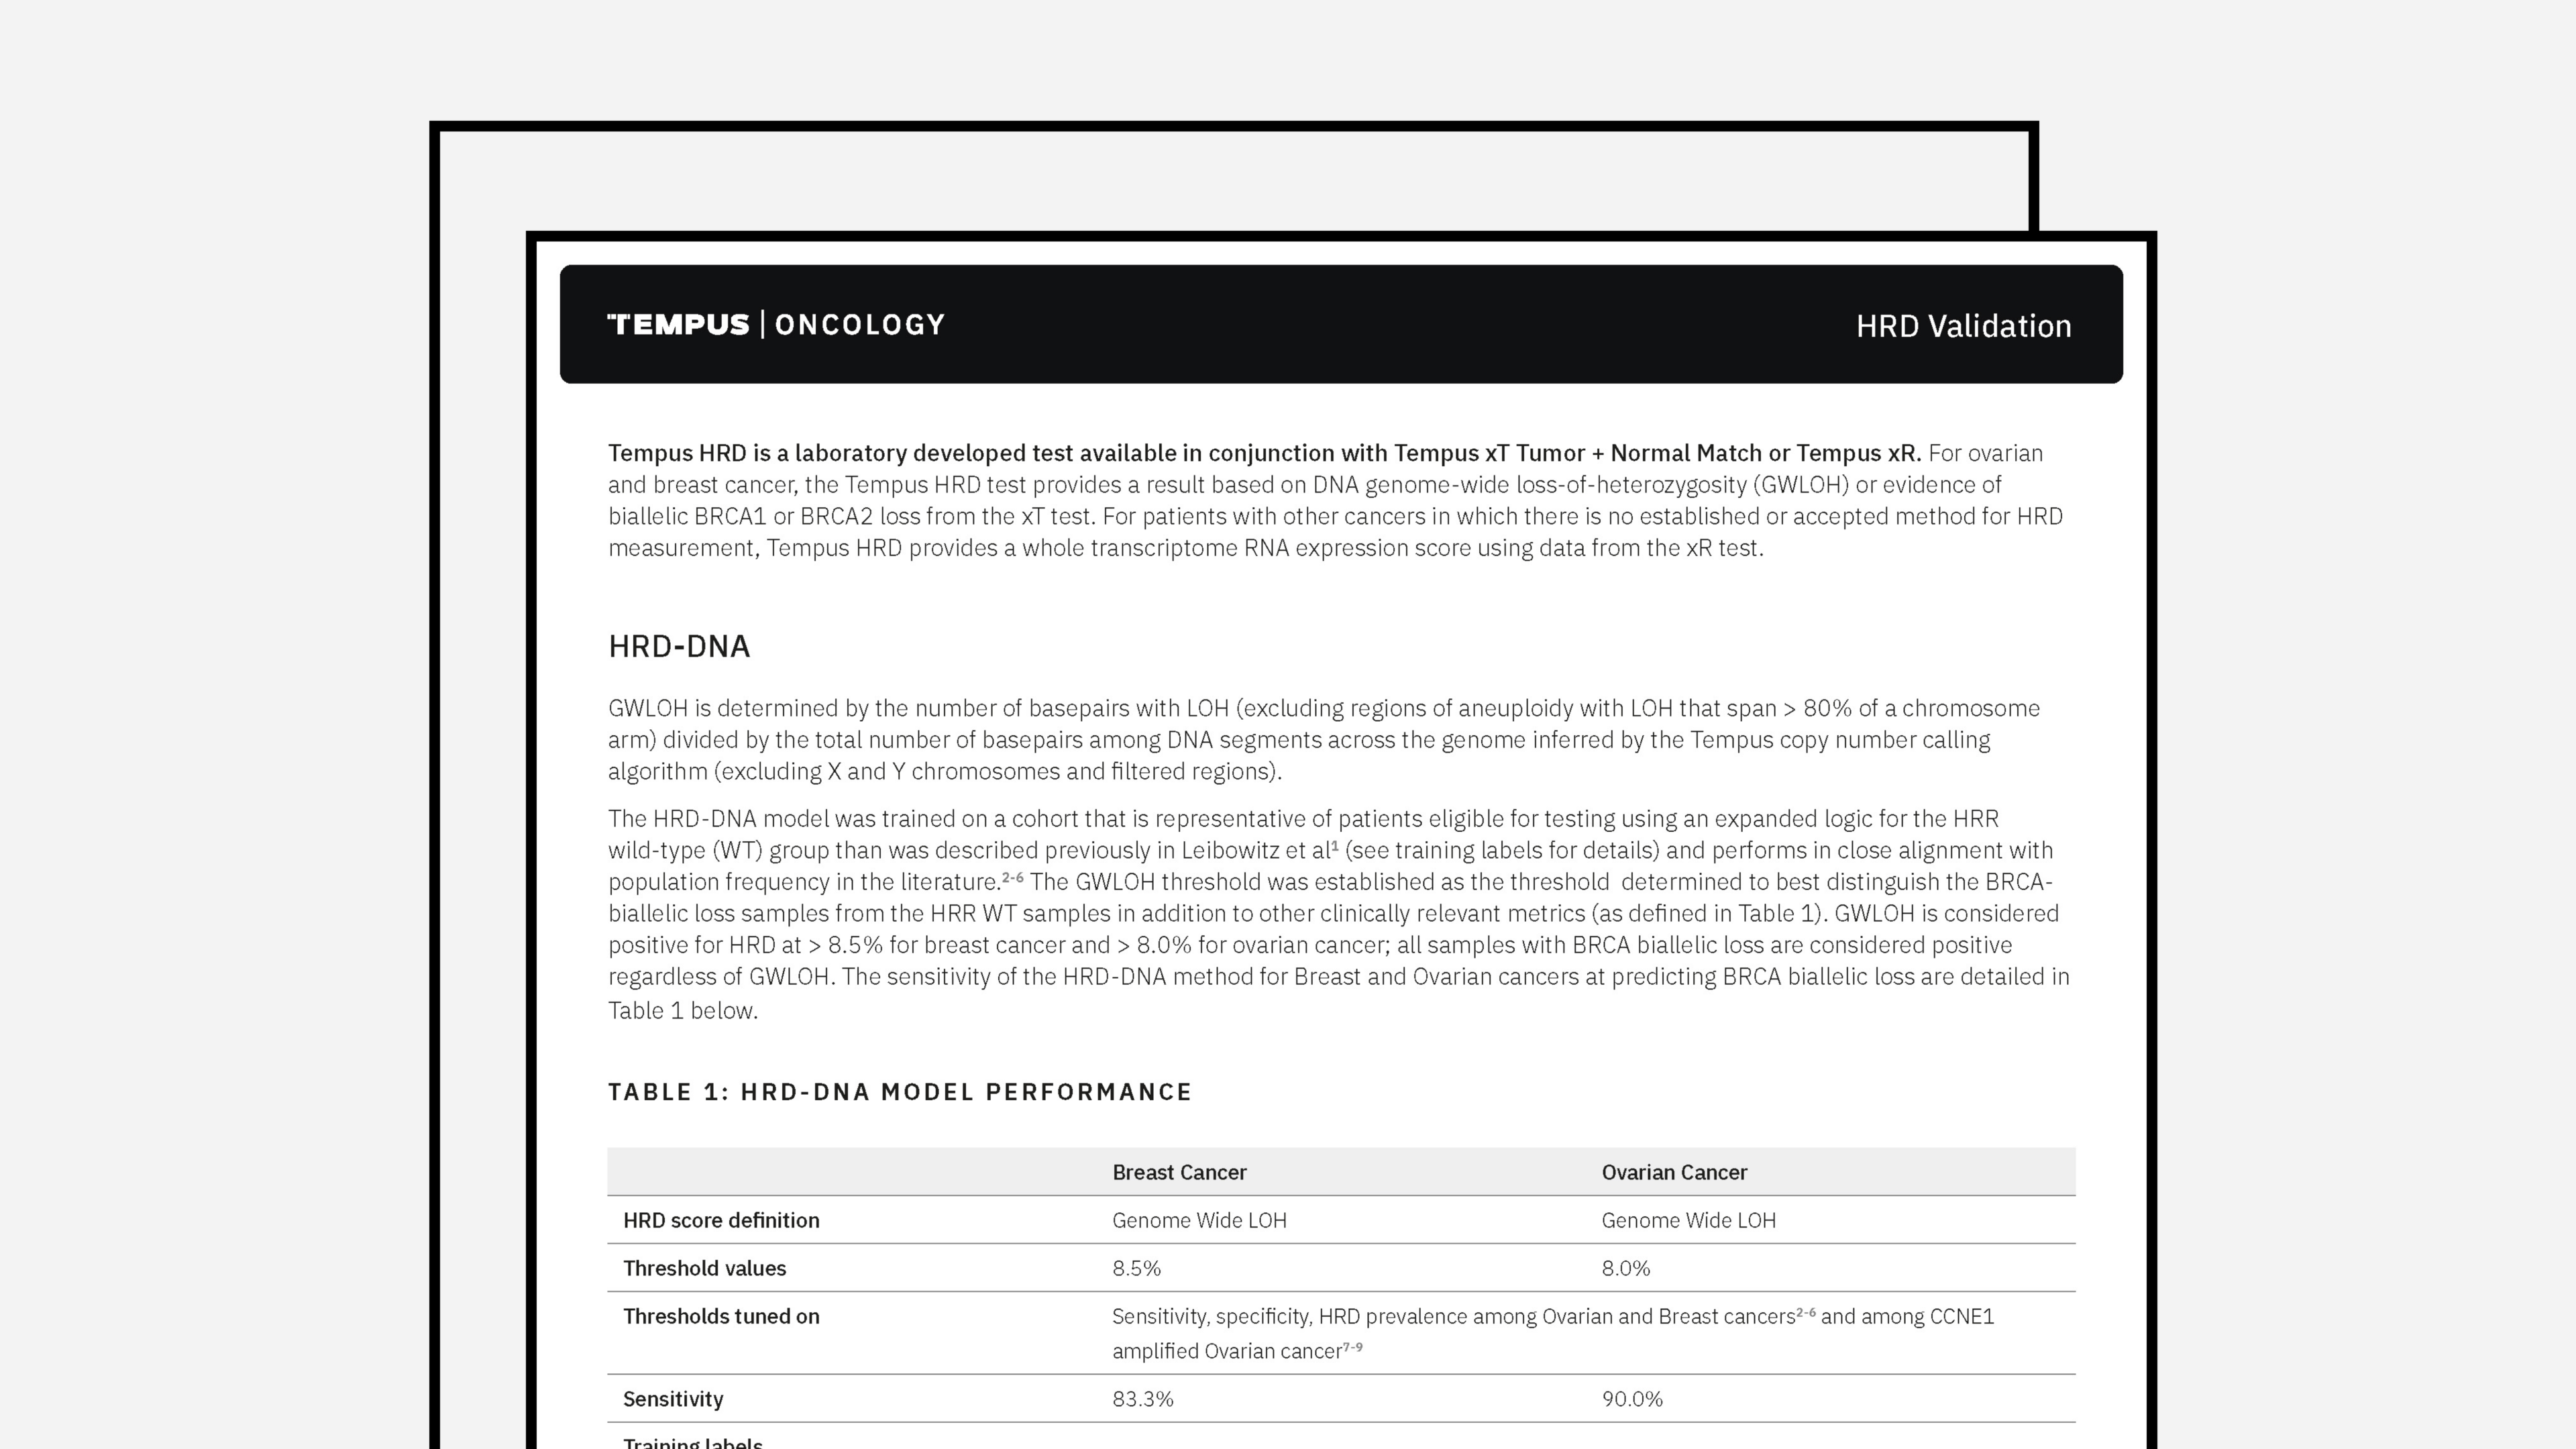 TEMPUS | ONCOLOGY
HRD Validation
Tempus HRD is a laboratory developed test available in conjunction with Tempus xT Tumor + Normal Match or Tempus xR. For ovarian
and breast cancer, the Tempus HRD test provides a result based on DNA genome-wide loss-of-heterozygosity (GWLOH) or evidence of
biallelic BRCA1 or BRCA2 loss from the xT test. For patients with other cancers in which there is no established or accepted method for HRD
measurement, Tempus HRD provides a whole transcriptome RNA expression score using data from the xR test.
HRD-DNA
GWLOH is determined by the number of basepairs with LOH (excluding regions of aneuploidy with LOH that span > 80% of a chromosome
arm) divided by the total number of basepairs among DNA segments across the genome inferred by the Tempus copy number calling
algorithm (excluding X and Y chromosomes and filtered regions).
The HRD-DNA model was trained on a cohort that is representative of patients eligible for testing using an expanded logic for the HRR
wild-type (WT) group than was described previously in Leibowitz et al¹ (see training labels for details) and performs in close alignment with
population frequency in the literature.²⁻⁶ The GWLOH threshold was established as the threshold determined to best distinguish the BRCA-
biallelic loss samples from the HRR WT samples in addition to other clinically relevant metrics (as defined in Table 1). GWLOH is considered
positive for HRD at > 8.5% for breast cancer and > 8.0% for ovarian cancer; all samples with BRCA biallelic loss are considered positive
regardless of GWLOH. The sensitivity of the HRD-DNA method for Breast and Ovarian cancers at predicting BRCA biallelic loss are detailed in
Table 1 below.
TABLE 1: HRD-DNA MODEL PERFORMANCE
Breast Cancer Ovarian Cancer
HRD score definition Genome Wide LOH Genome Wide LOH
Threshold values 8.5% 8.0%
Thresholds tuned on Sensitivity, specificity, HRD prevalence among Ovarian and Breast cancers²⁻⁶ and among CCNE1
amplified Ovarian cancer⁷⁻⁹
Sensitivity 83.3% 90.0%
Training labels